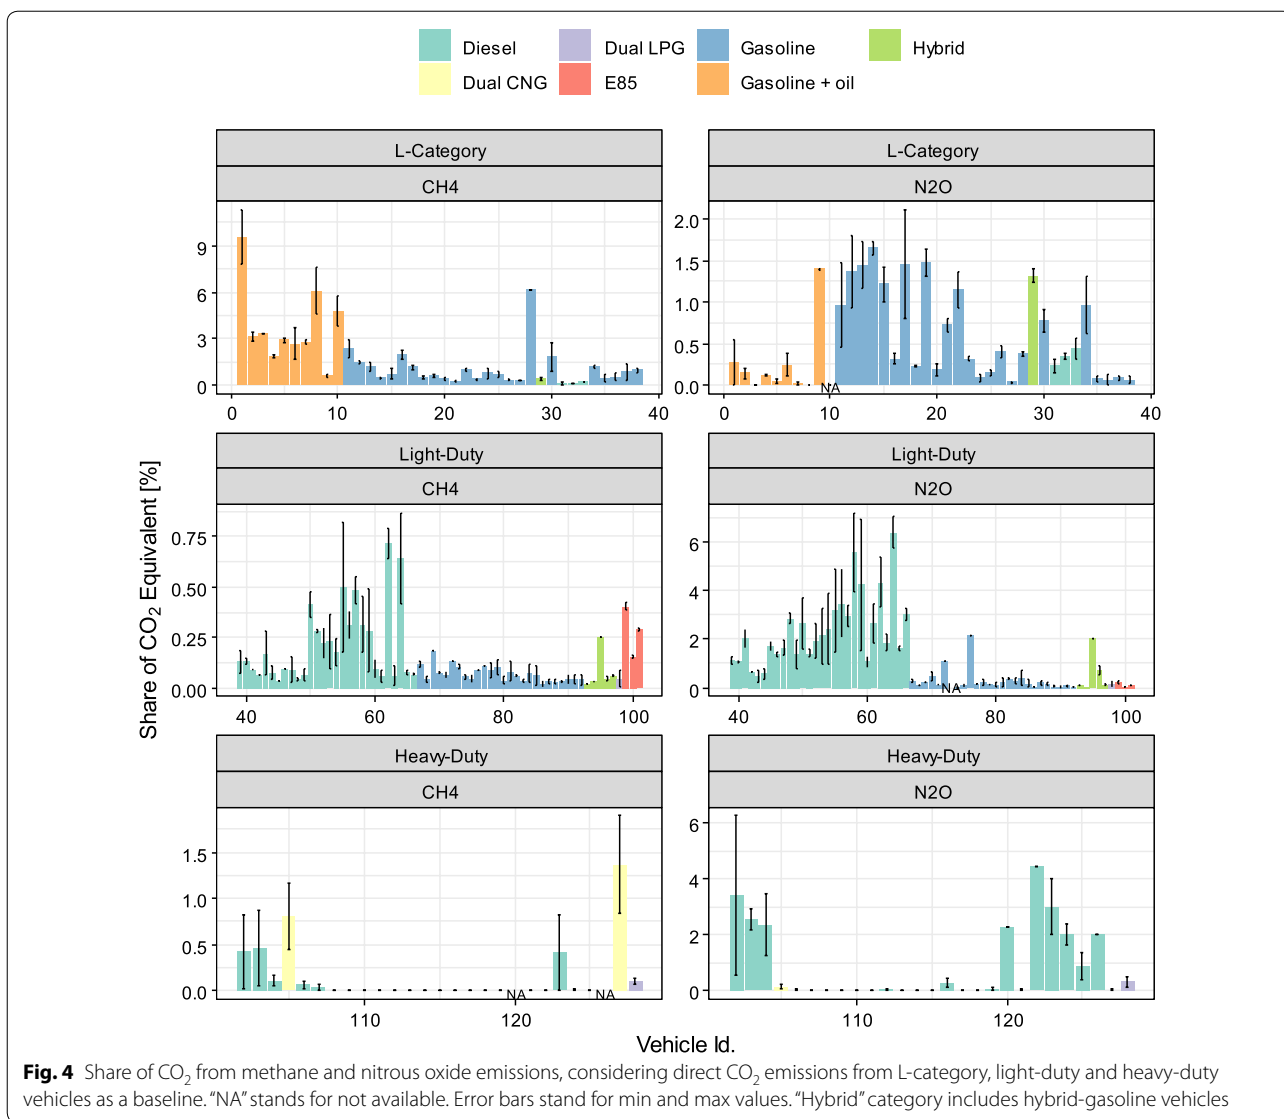 Diesel Dual LPG Gasoline Hybrid
Dual CNG E85 Gasoline + oil
L-Category L-Category
CH4 N2O
9
6
3
0
0 10 20 30 40
2.0
1.5
1.0
0.5
0.0
NA
0 10 20 30 40
Share of CO2 Equivalent [%]
Light-Duty Light-Duty
CH4 N2O
0.75
0.50
0.25
0.00
40 60 80 100
6
4
2
0
NA
40 60 80 100
Heavy-Duty Heavy-Duty
CH4 N2O
1.5
1.0
0.5
0.0
NA NA
110 120
6
4
2
0
110 120
Vehicle Id.
Fig. 4 Share of CO2 from methane and nitrous oxide emissions, considering direct CO2 emissions from L-category, light-duty and heavy-duty
vehicles as a baseline. “NA” stands for not available. Error bars stand for min and max values. “Hybrid” category includes hybrid-gasoline vehicles